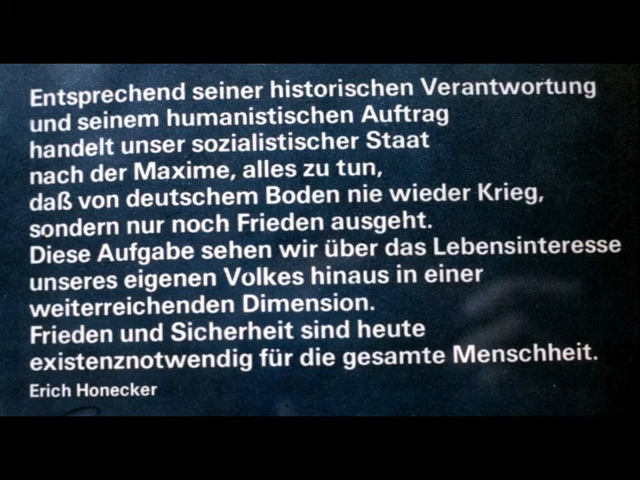 Entsprechend seiner historischen Verantwortung
und seinem humanistischen Auftrag
handelt unser sozialistischer Staat
nach der Maxime, alles zu tun,
daß von deutschem Boden nie wieder Krieg,
sondern nur noch Frieden ausgeht.
Diese Aufgabe sehen wir über das Lebensinteresse
unseres eigenen Volkes hinaus in einer
weiterreichenden Dimension.
Frieden und Sicherheit sind heute
existenznotwendig für die gesamte Menschheit.
Erich Honecker